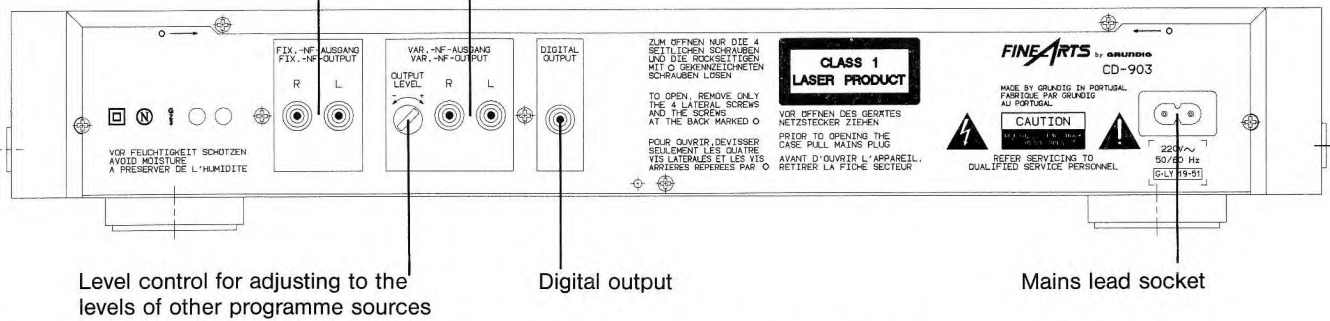 FIX.-NF-AUSGANG
FIX.-NF-OUTPUT
R L
VAR.-NF-AUSGANG
VAR.-NF-OUTPUT
OUTPUT
LEVEL
- +
R L
DIGITAL
OUTPUT
VOR FEUCHTIGKEIT SCHÜTZEN
AVOID MOISTURE
A PRESERVER DE L'HUMIDITE
ZUM ÖFFNEN NUR DIE 4
SEITLICHEN SCHRAUBEN
UND DIE RÜCKSEITIGEN
MIT O GEKENNZEICHNETEN
SCHRAUBEN LÖSEN
TO OPEN, REMOVE ONLY
THE 4 LATERAL SCREWS
AND THE SCREWS
AT THE BACK MARKED O
POUR OUVRIR,DEVISSER
SEULEMENT LES QUATRE
VIS LATERALES ET LES VIS
ARRIERES REPEREES PAR O
CLASS 1
LASER PRODUCT
VOR ÖFFNEN DES GERÄTES
NETZSTECKER ZIEHEN
PRIOR TO OPENING THE
CASE PULL MAINS PLUG
AVANT D'OUVRIR L'APPAREIL,
RETIRER LA FICHE SECTEUR
FINE ARTS by GRUNDIG
CD-903
MADE BY GRUNDIG IN PORTUGAL
FABRIQUE PAR GRUNDIG
AU PORTUGAL
CAUTION
REFER SERVICING TO
QUALIFIED SERVICE PERSONNEL
220V~
50/60 Hz
G·LY 19-51
Level control for adjusting to the
levels of other programme sources
Digital output
Mains lead socket